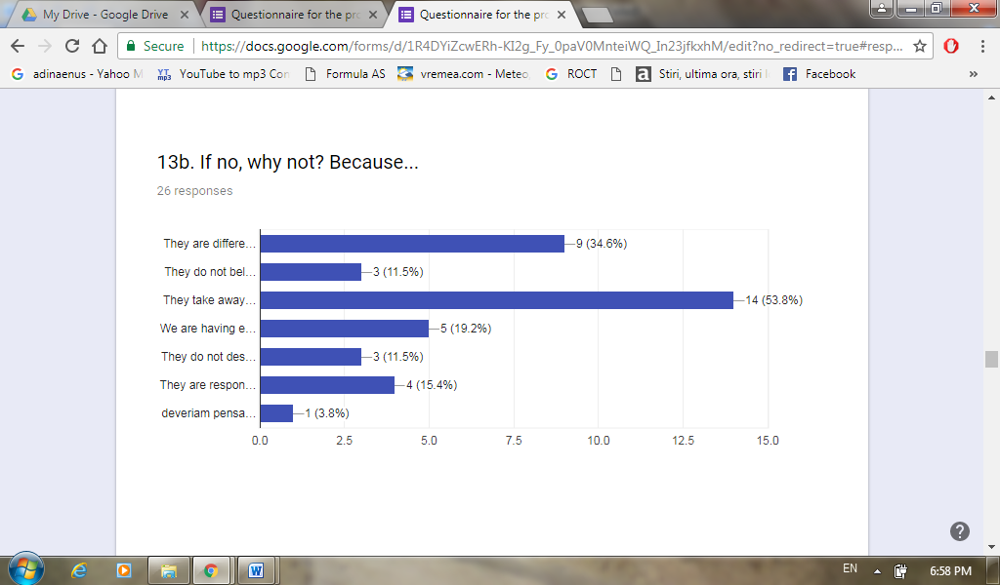 My Drive - Google Drive
Questionnaire for the pro
Questionnaire for the pro
Secure
https://docs.google.com/forms/d/1R4DYiZcwERh-KI2g_Fy_0paV0MnteiWQ_In23jfkxhM/edit?no_redirect=true#resp...
adinaenus - Yahoo M
YT mp3
YouTube to mp3 Con
Formula AS
vremea.com - Meteo
ROCT
a
Stiri, ultima ora, stiri
Facebook
»
13b. If no, why not? Because...
26 responses
They are differe... 9 (34.6%)
They do not bel... 3 (11.5%)
They take away... 14 (53.8%)
We are having e... 5 (19.2%)
They do not des... 3 (11.5%)
They are respon... 4 (15.4%)
deveriam pensa... 1 (3.8%)
0.0 2.5 5.0 7.5 10.0 12.5 15.0
?
EN
6:58 PM